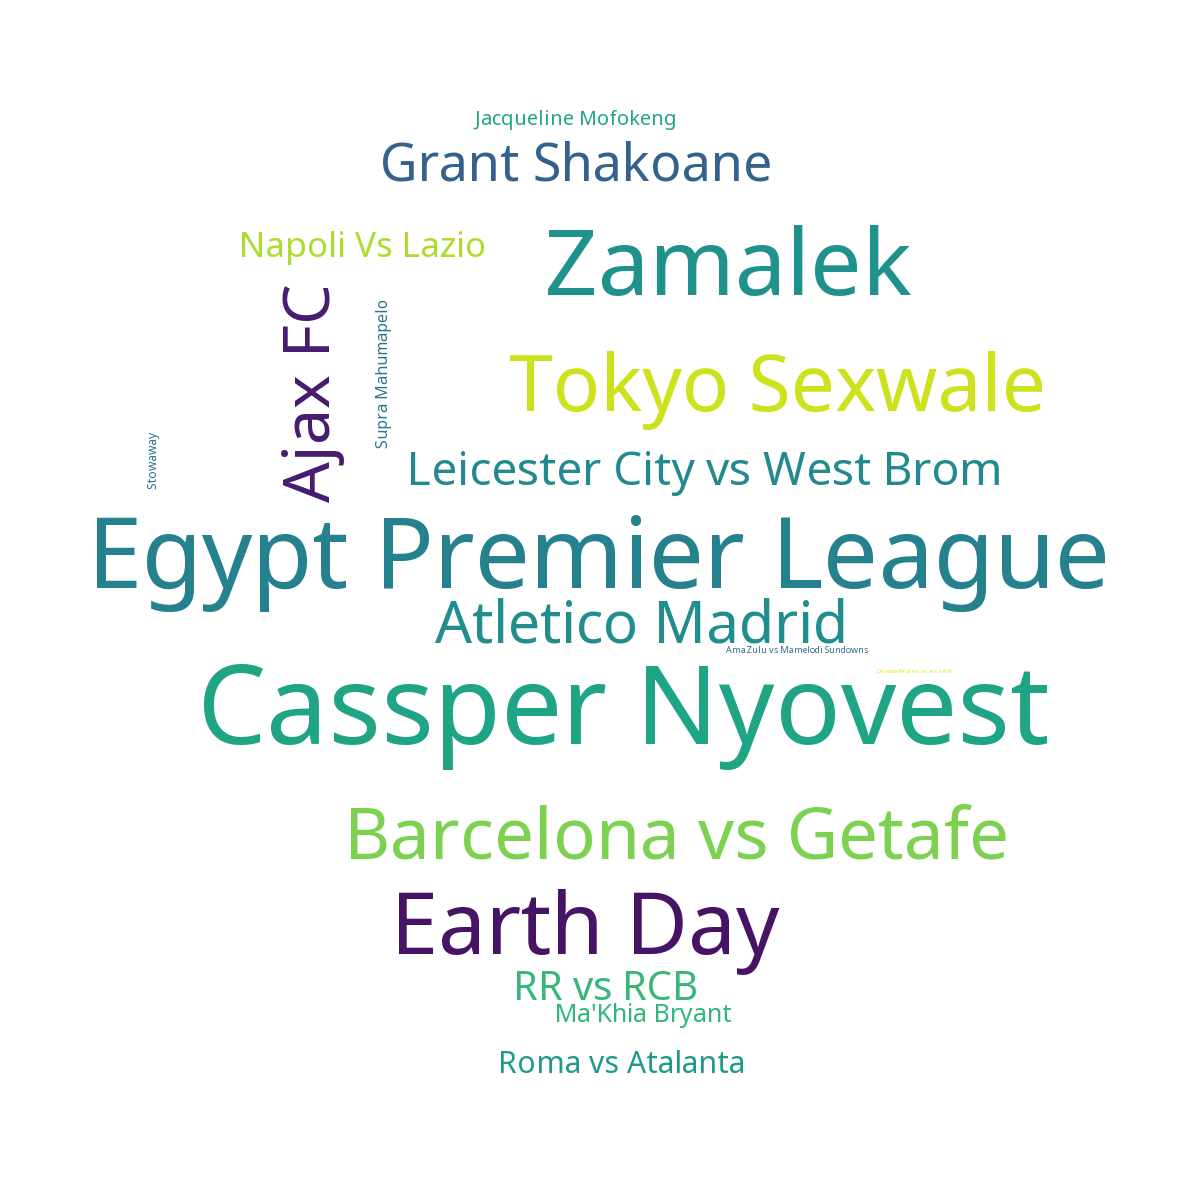 Jacqueline Mofokeng
Grant Shakoane
Zamalek
Napoli Vs Lazio
Ajax FC
Supra Mahumapelo
Tokyo Sexwale
Stowaway
Leicester City vs West Brom
Egypt Premier League
Atletico Madrid
AmaZulu vs Mamelodi Sundowns
Cassper Nyovest
Barcelona vs Getafe
Earth Day
RR vs RCB
Ma'Khia Bryant
Roma vs Atalanta